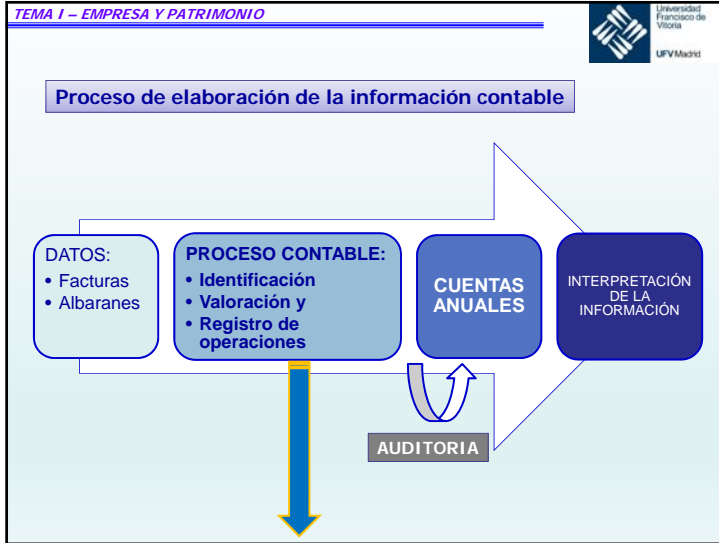 TEMA I – EMPRESA Y PATRIMONIO
Universidad
Francisco de
Vitoria
UFV Madrid
Proceso de elaboración de la información contable
DATOS:
• Facturas
• Albaranes
PROCESO CONTABLE:
• Identificación
• Valoración y
• Registro de
operaciones
CUENTAS
ANUALES
INTERPRETACIÓN
DE LA
INFORMACIÓN
AUDITORIA